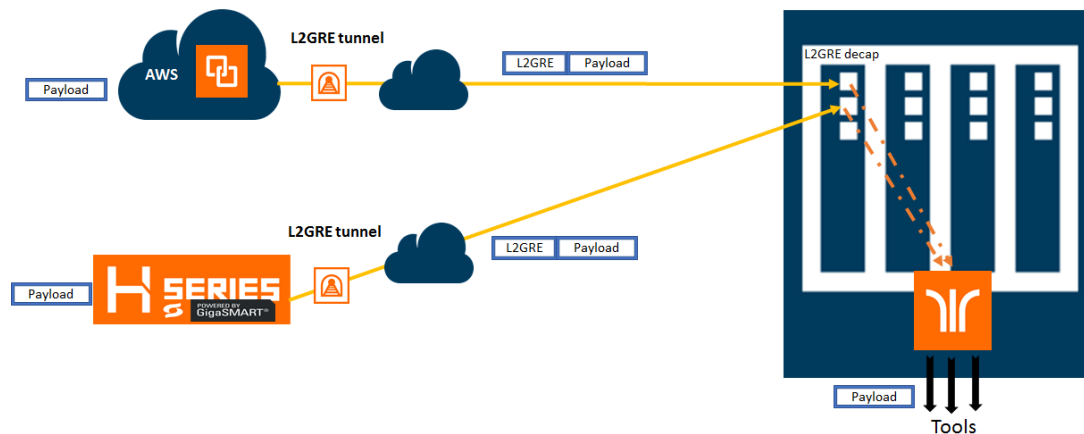 L2GRE tunnel
AWS
Payload
L2GRE Payload
L2GRE decap
L2GRE tunnel
L2GRE Payload
Payload
H SERIES
POWERED BY
GigaSMART®
Payload
Tools